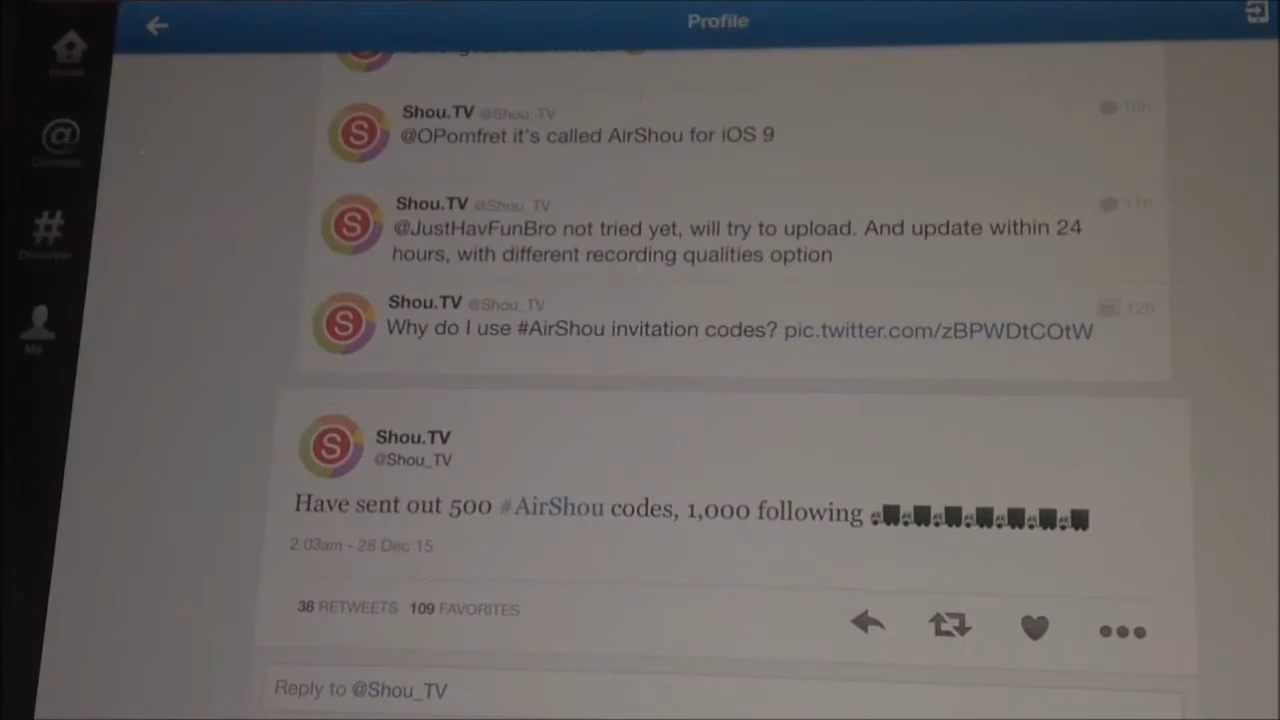 Profile
Shou.TV @Shou_TV
@OPomfret it's called AirShou for iOS 9
Shou.TV @Shou_TV
@JustHavFunBro not tried yet, will try to upload. And update within 24
hours, with different recording qualities option
Shou.TV @Shou_TV
Why do I use #AirShou invitation codes? pic.twitter.com/zBPWDtCOtW
Shou.TV
@Shou_TV
Have sent out 500 #AirShou codes, 1,000 following
2:03am - 28 Dec 15
38 RETWEETS 109 FAVORITES
Reply to @Shou_TV
Me